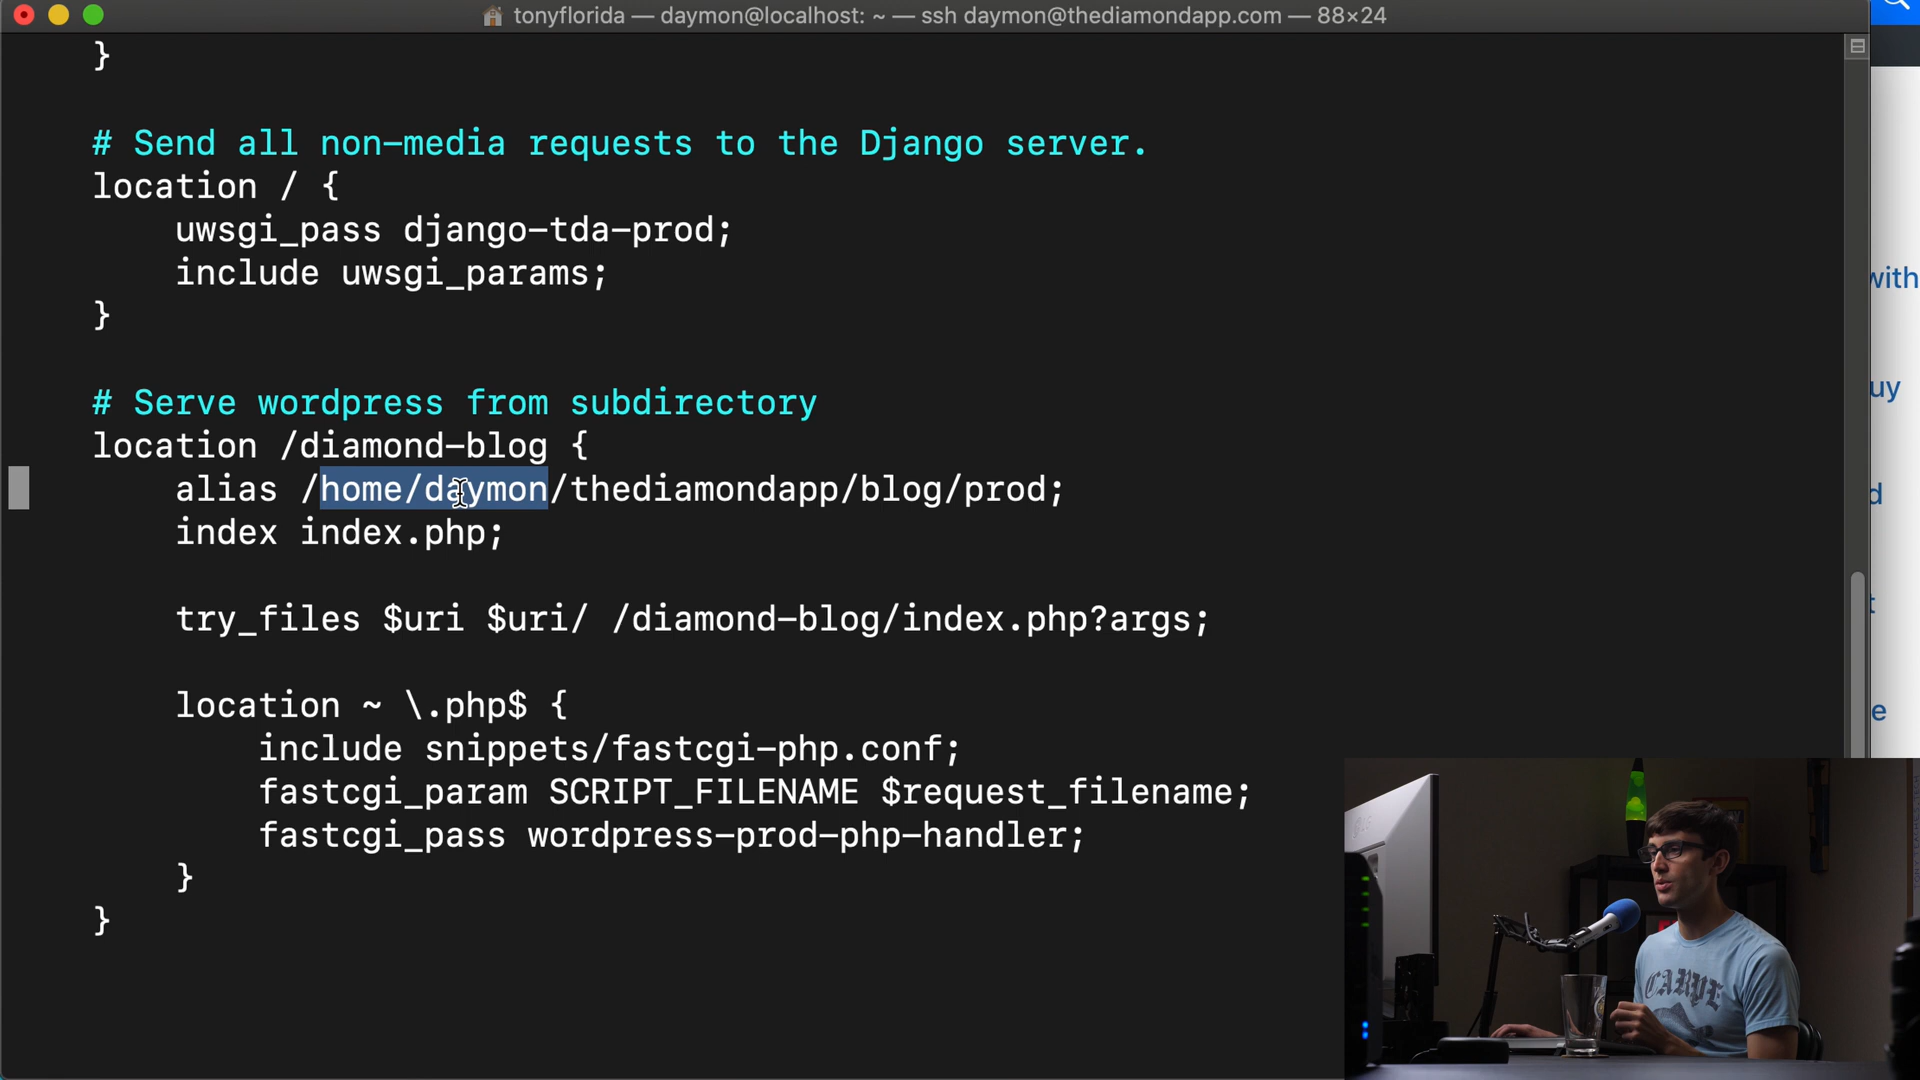 tonyflorida — daymon@localhost: ~ — ssh daymon@thediamondapp.com — 88×24
}
# Send all non-media requests to the Django server.
location / {
uwsgi_pass django-tda-prod;
include uwsgi_params;
}
# Serve wordpress from subdirectory
location /diamond-blog {
alias /home/daymon/thediamondapp/blog/prod;
index index.php;
try_files $uri $uri/ /diamond-blog/index.php?args;
location ~ \.php$ {
include snippets/fastcgi-php.conf;
fastcgi_param SCRIPT_FILENAME $request_filename;
fastcgi_pass wordpress-prod-php-handler;
}
}
with
uy
d
t
e
CARPE